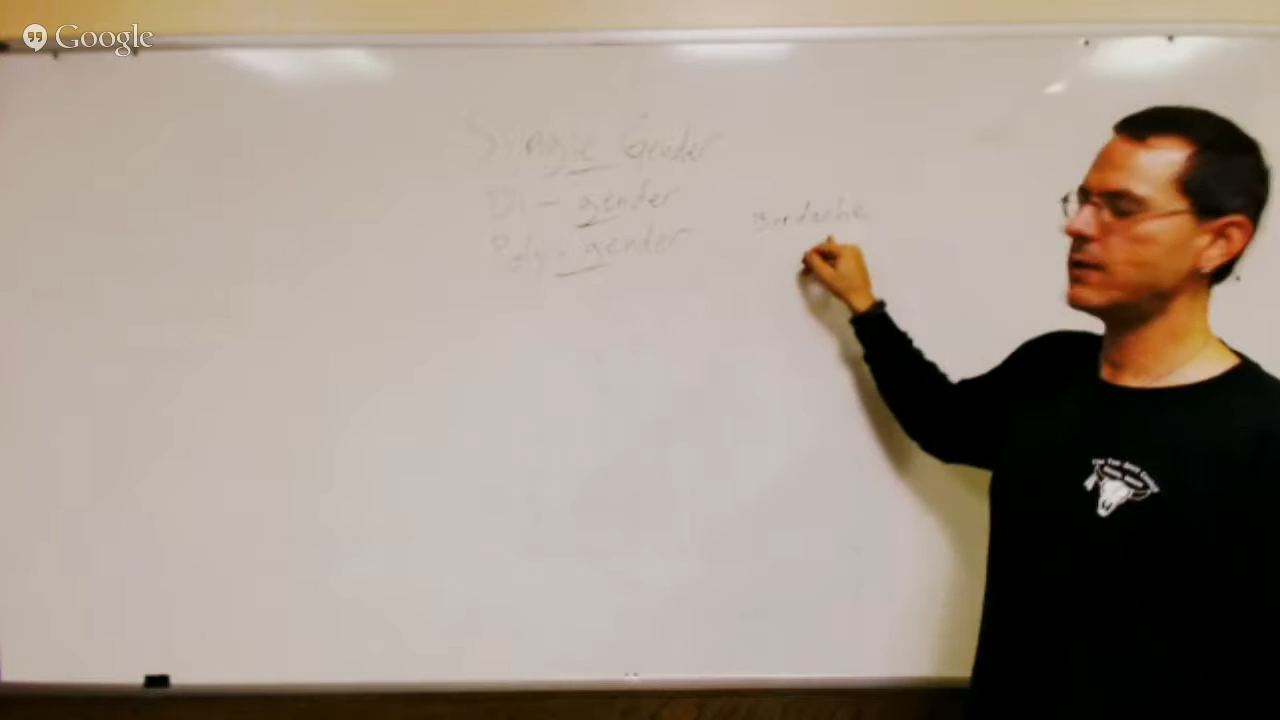 Google
Single Gender
Di - gender
Poly - gender
Berdache